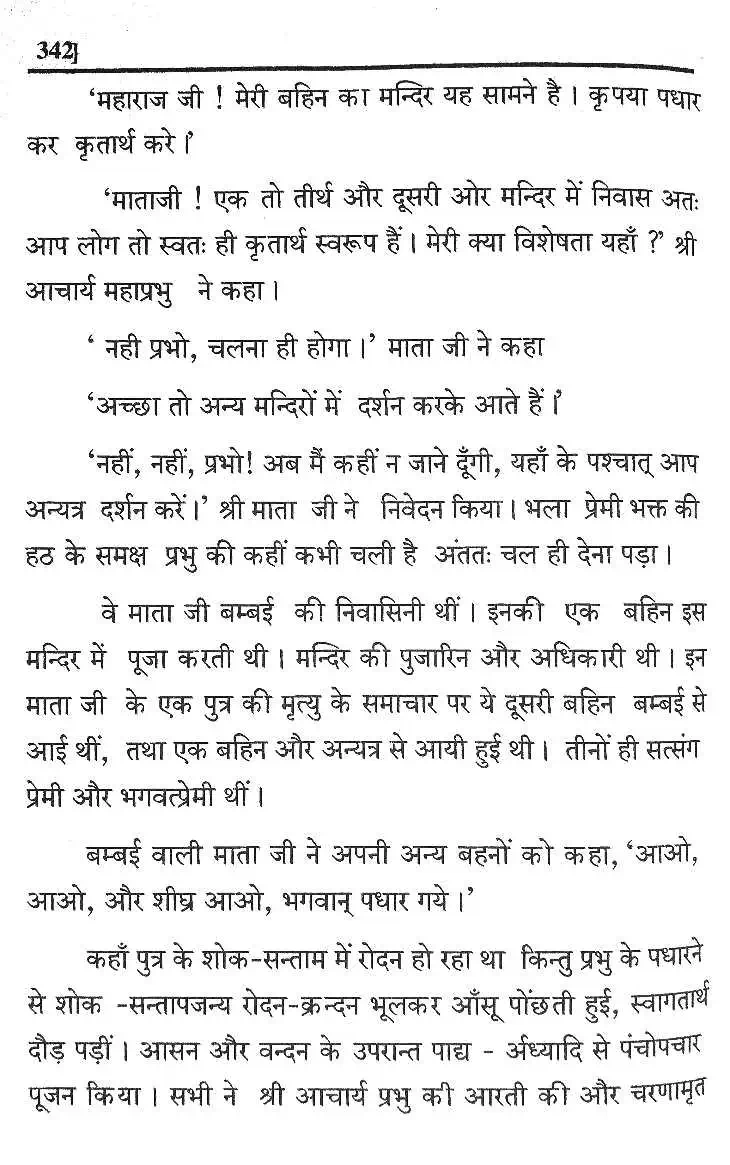 342]
‘महाराज जी ! मेरी बहिन का मन्दिर यह सामने है । कृपया पधार
कर कृतार्थ करे ।’
‘माताजी ! एक तो तीर्थ और दूसरी ओर मन्दिर में निवास अतः
आप लोग तो स्वतः ही कृतार्थ स्वरूप हैं । मेरी क्या विशेषता यहाँ ?’ श्री
आचार्य महाप्रभु ने कहा ।
‘ नही प्रभो, चलना ही होगा ।’ माता जी ने कहा
‘अच्छा तो अन्य मन्दिरों में दर्शन करके आते हैं ।’
‘नहीं, नहीं, प्रभो! अब मैं कहीं न जाने दूँगी, यहाँ के पश्चात् आप
अन्यत्र दर्शन करें ।’ श्री माता जी ने निवेदन किया । भला प्रेमी भक्त की
हठ के समक्ष प्रभु की कहीं कभी चली है अंततः चल ही देना पड़ा ।
वे माता जी बम्बई की निवासिनी थीं । इनकी एक बहिन इस
मन्दिर में पूजा करती थी । मन्दिर की पुजारिन और अधिकारी थी । इन
माता जी के एक पुत्र की मृत्यु के समाचार पर ये दूसरी बहिन बम्बई से
आई थीं, तथा एक बहिन और अन्यत्र से आयी हुई थी । तीनों ही सत्संग
प्रेमी और भगवत्प्रेमी थीं ।
बम्बई वाली माता जी ने अपनी अन्य बहनों को कहा, ‘आओ,
आओ, और शीघ्र आओ, भगवान् पधार गये ।’
कहाँ पुत्र के शोक-सन्ताम में रोदन हो रहा था किन्तु प्रभु के पधारने
से शोक -सन्तापजन्य रोदन-क्रन्दन भूलकर आँसू पोंछती हुई, स्वागतार्थ
दौड़ पड़ीं । आसन और वन्दन के उपरान्त पाद्य - र्अध्यादि से पंचोपचार
पूजन किया । सभी ने श्री आचार्य प्रभु की आरती की और चरणामृत